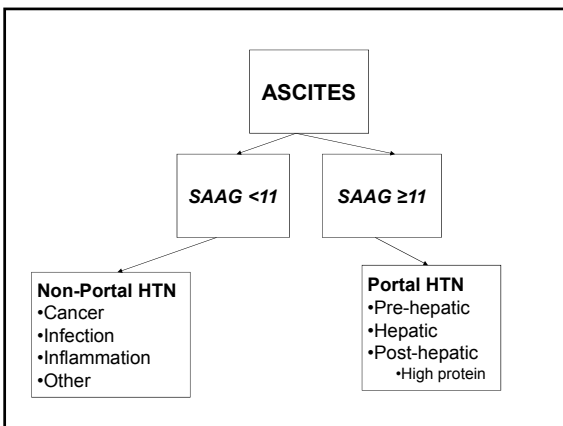 ASCITES
SAAG <11
SAAG ≥11
Non-Portal HTN
•Cancer
•Infection
•Inflammation
•Other
Portal HTN
•Pre-hepatic
•Hepatic
•Post-hepatic
•High protein